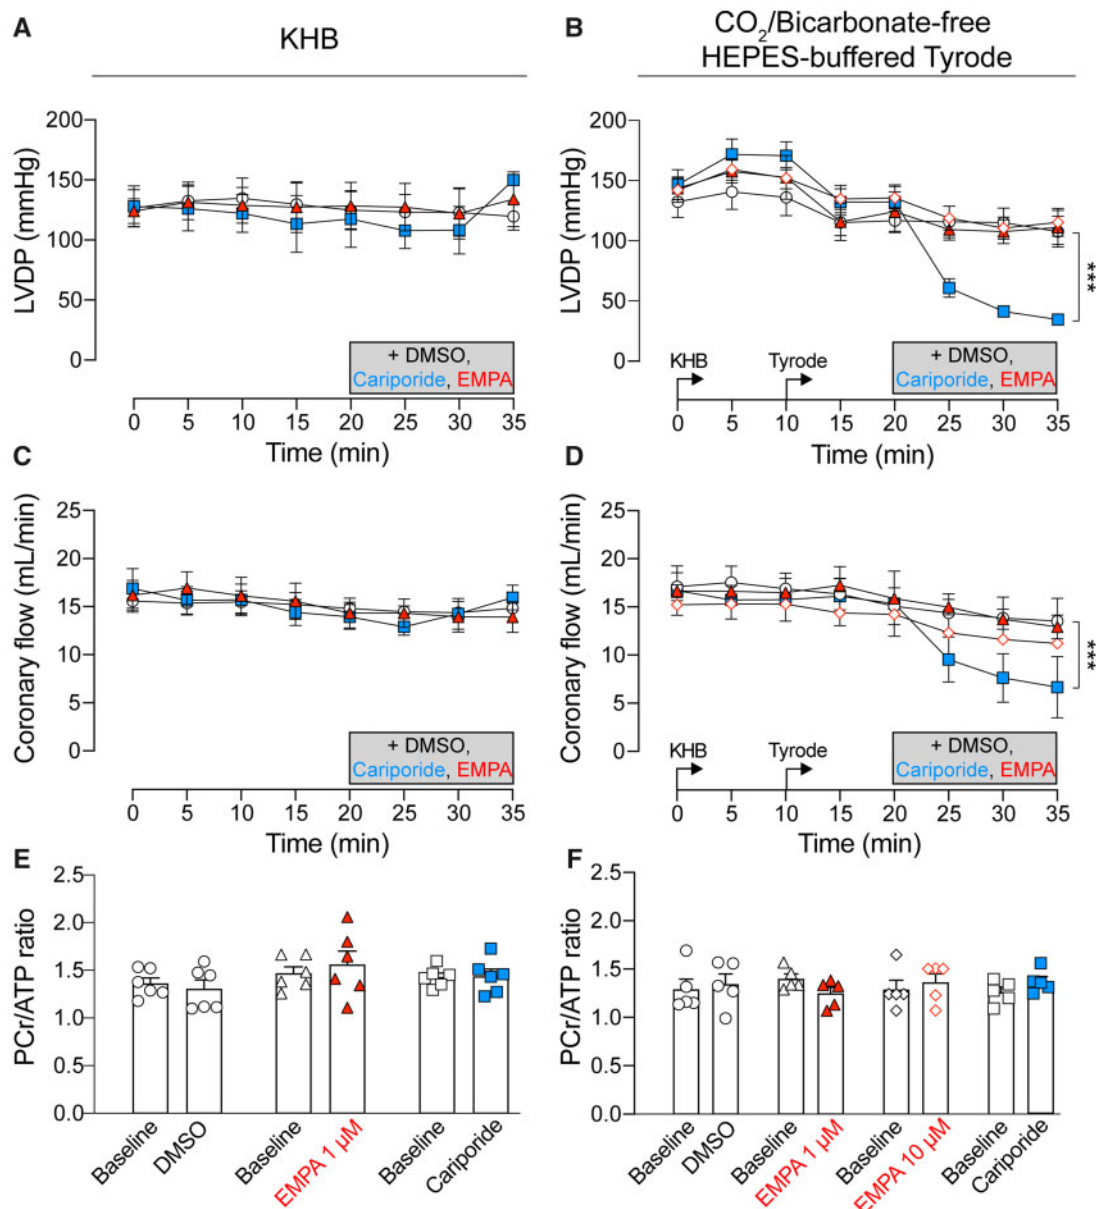 A
KHB
B
CO2/Bicarbonate-free
HEPES-buffered Tyrode
LVDP (mmHg)
200
150
100
50
0
+ DMSO,
Cariporide, EMPA
0 5 10 15 20 25 30 35
Time (min)
LVDP (mmHg)
200
150
100
50
0
***
KHB
Tyrode
+ DMSO,
Cariporide, EMPA
0 5 10 15 20 25 30 35
Time (min)
C
Coronary flow (mL/min)
25
20
15
10
5
0
+ DMSO,
Cariporide, EMPA
0 5 10 15 20 25 30 35
Time (min)
D
Coronary flow (mL/min)
25
20
15
10
5
0
***
KHB
Tyrode
+ DMSO,
Cariporide, EMPA
0 5 10 15 20 25 30 35
Time (min)
E
PCr/ATP ratio
2.5
2.0
1.5
1.0
0.5
0.0
Baseline
DMSO
Baseline
EMPA 1 µM
Baseline
Cariporide
F
PCr/ATP ratio
2.5
2.0
1.5
1.0
0.5
0.0
Baseline
DMSO
Baseline
EMPA 1 µM
Baseline
EMPA 10 µM
Baseline
Cariporide